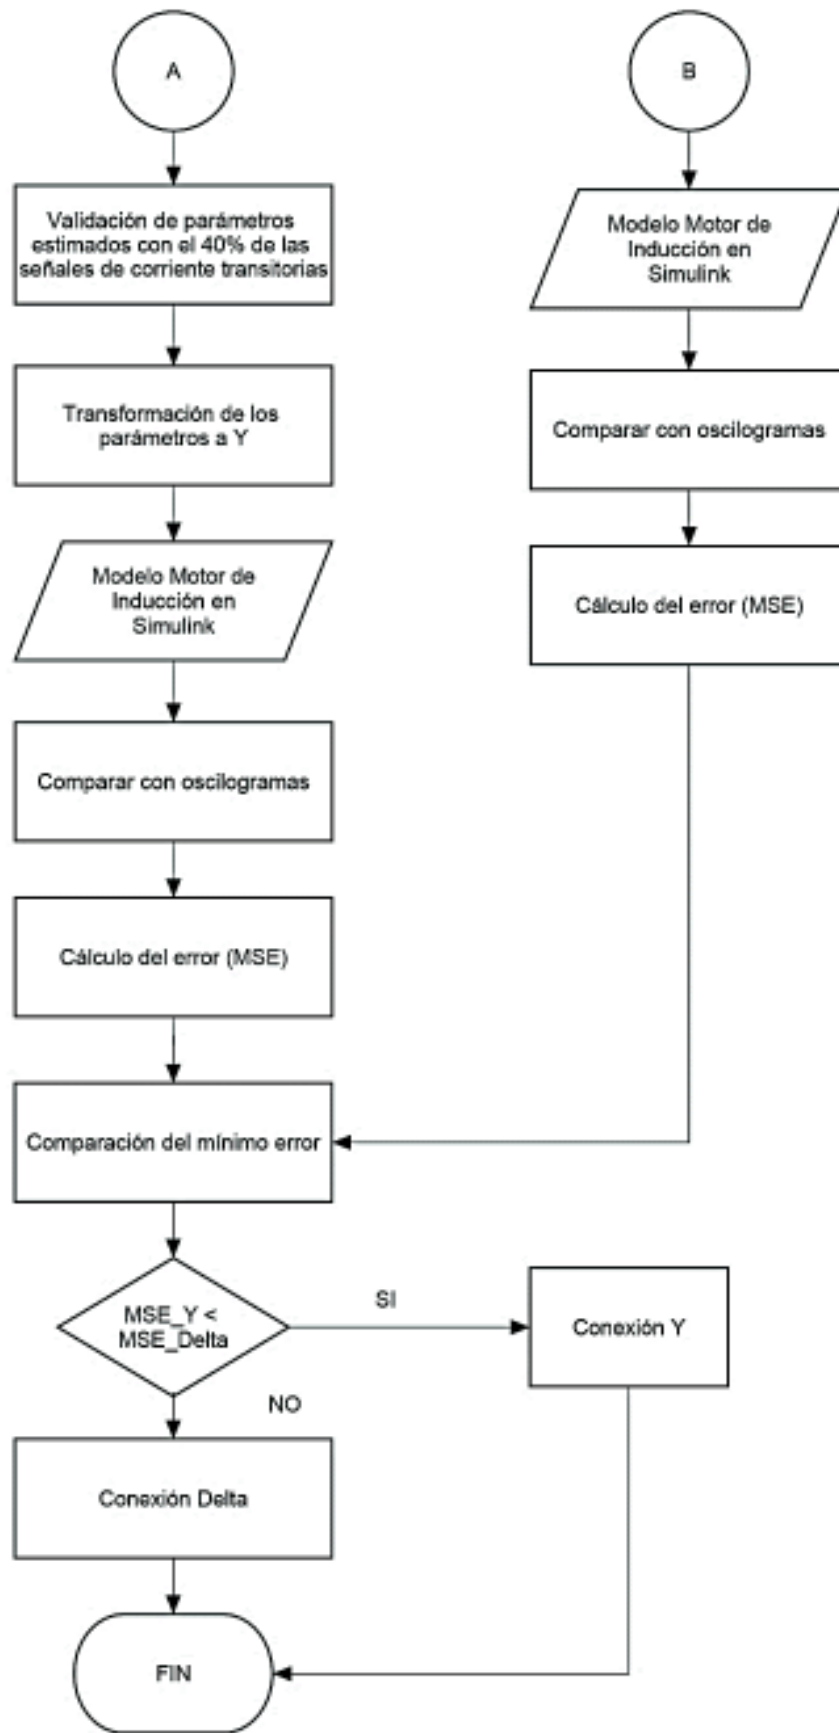 A
Validación de parámetros
estimados con el 40% de las
señales de corriente transitorias
Transformación de los
parámetros a Y
Modelo Motor de
Inducción en
Simulink
Comparar con oscilogramas
Cálculo del error (MSE)
Comparación del mínimo error
MSE_Y <
MSE_Delta
SI
NO
Conexión Delta
FIN
B
Modelo Motor de
Inducción en
Simulink
Comparar con oscilogramas
Cálculo del error (MSE)
Conexión Y